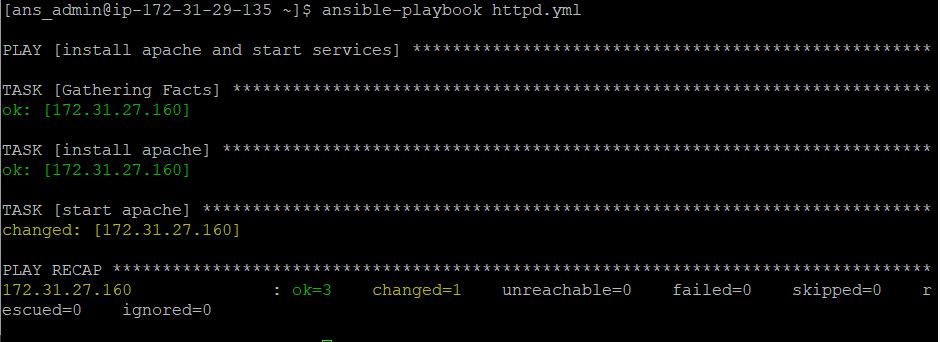 [ans_admin@ip-172-31-29-135 ~]$ ansible-playbook httpd.yml
PLAY [install apache and start services] ****************************************************
TASK [Gathering Facts] **********************************************************************
ok: [172.31.27.160]
TASK [install apache] ***********************************************************************
ok: [172.31.27.160]
TASK [start apache] *************************************************************************
changed: [172.31.27.160]
PLAY RECAP **********************************************************************************
172.31.27.160              : ok=3    changed=1    unreachable=0    failed=0    skipped=0    r
escued=0    ignored=0